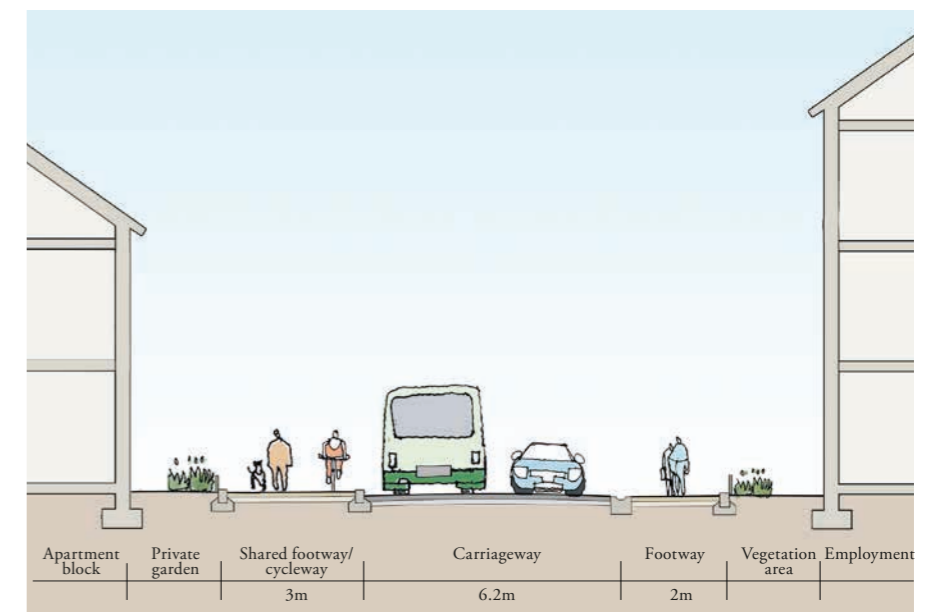 Apartment
block
Private
garden
Shared footway/
cycleway
Carriageway
Footway
Vegetation
area
Employment
3m
6.2m
2m